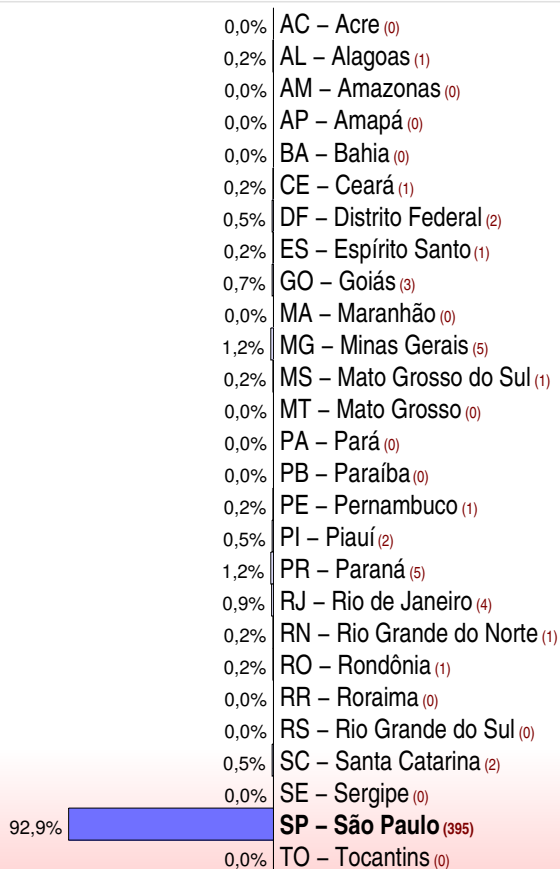 0,0% AC – Acre (0)
0,2% AL – Alagoas (1)
0,0% AM – Amazonas (0)
0,0% AP – Amapá (0)
0,0% BA – Bahia (0)
0,2% CE – Ceará (1)
0,5% DF – Distrito Federal (2)
0,2% ES – Espírito Santo (1)
0,7% GO – Goiás (3)
0,0% MA – Maranhão (0)
1,2% MG – Minas Gerais (5)
0,2% MS – Mato Grosso do Sul (1)
0,0% MT – Mato Grosso (0)
0,0% PA – Pará (0)
0,0% PB – Paraíba (0)
0,2% PE – Pernambuco (1)
0,5% PI – Piauí (2)
1,2% PR – Paraná (5)
0,9% RJ – Rio de Janeiro (4)
0,2% RN – Rio Grande do Norte (1)
0,2% RO – Rondônia (1)
0,0% RR – Roraima (0)
0,0% RS – Rio Grande do Sul (0)
0,5% SC – Santa Catarina (2)
0,0% SE – Sergipe (0)
92,9% SP – São Paulo (395)
0,0% TO – Tocantins (0)